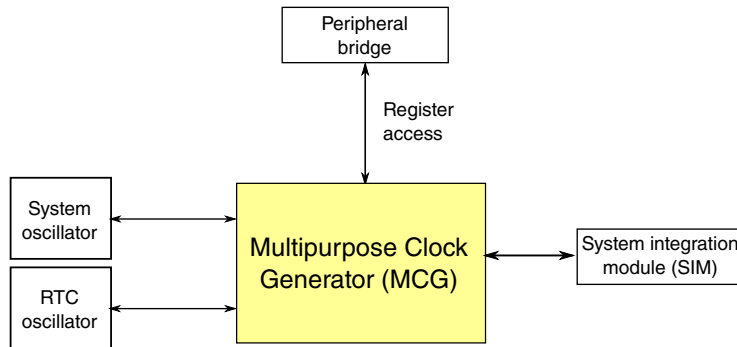 Peripheral
bridge
Register
access
System
oscillator
Multipurpose Clock
Generator (MCG)
System integration
module (SIM)
RTC
oscillator